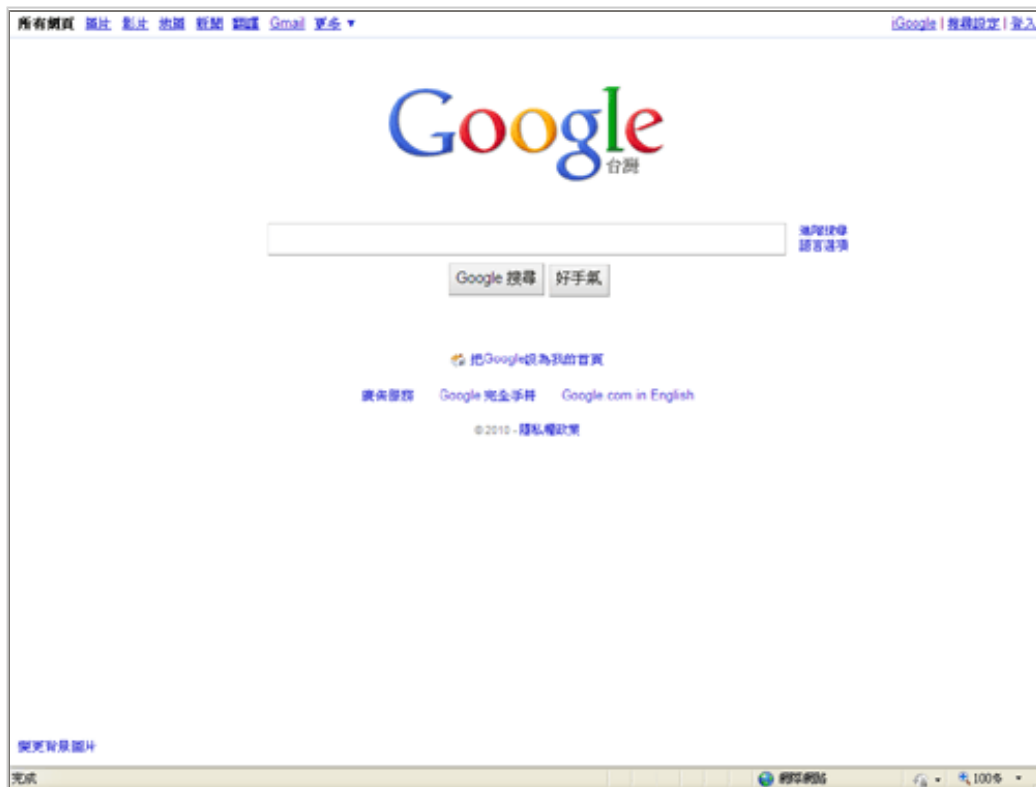 所有網頁 圖片 影片 地圖 新聞 翻譯 Gmail 更多 ▼ iGoogle | 搜尋設定 | 登入
Google
台灣
進階搜尋
語言選項
Google 搜尋 好手氣
把Google設為我的首頁
廣告服務 Google 完全手冊 Google.com in English
©2010 - 隱私權政策
變更背景圖片
完成 網際網路 100%